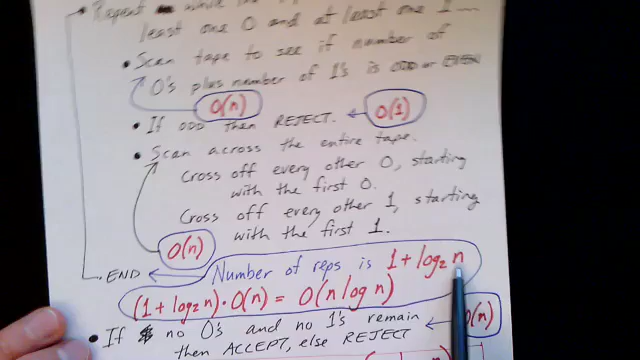 Repeat while the
least one 0 and at least one 1
• Scan tape to see if number of
0's plus number of 1's is ODD or EVEN
O(n)
• If ODD then REJECT.
O(1)
• Scan across the entire tape.
Cross off every other 0, starting
with the first 0.
Cross off every other 1, starting
with the first 1.
O(n)
END
Number of reps is 1 + log₂ n
(1 + log₂ n) · O(n) = O(n log n)
• If no 0's and no 1's remain
then ACCEPT, else REJECT
O(n)